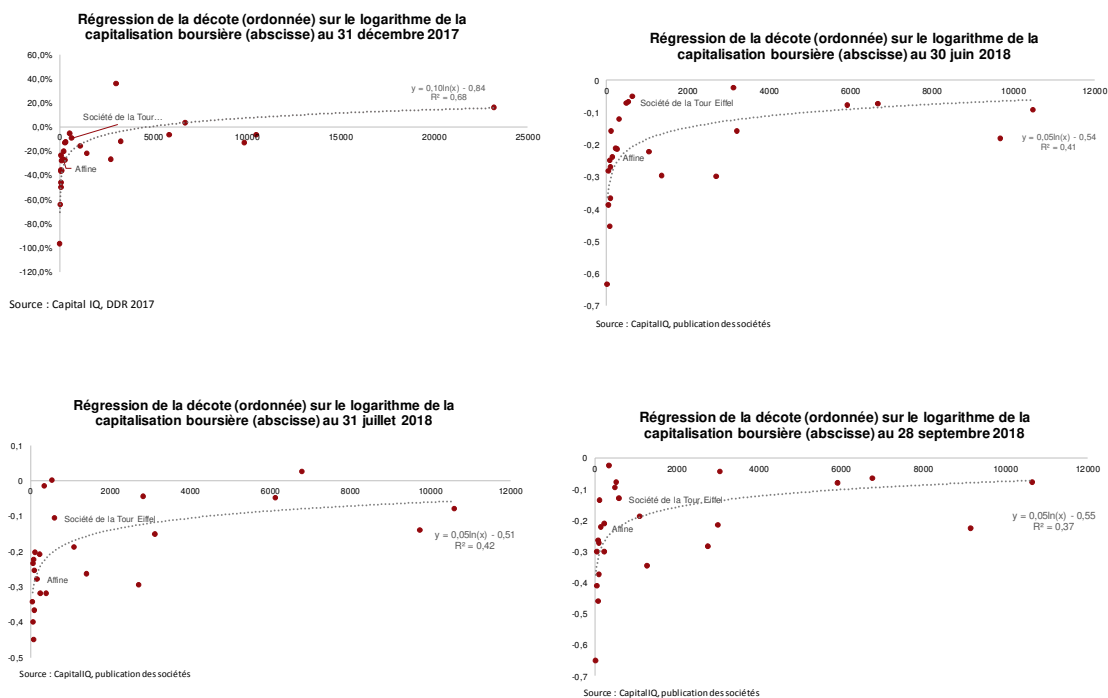 Régression de la décote (ordonnée) sur le logarithme de la
capitalisation boursière (abscisse) au 31 décembre 2017
60,0%
40,0%
20,0%
0,0%
-20,0%
-40,0%
-60,0%
-80,0%
-100,0%
-120,0%
0
5000
10000
15000
20000
25000
y = 0,10ln(x) - 0,84
R² = 0,68
Société de la Tour...
Affine
Source : Capital IQ, DDR 2017
Régression de la décote (ordonnée) sur le logarithme de la
capitalisation boursière (abscisse) au 30 juin 2018
0
-0,1
-0,2
-0,3
-0,4
-0,5
-0,6
-0,7
0
2000
4000
6000
8000
10000
12000
Société de la Tour Eiffel
Affine
y = 0,05ln(x) - 0,54
R² = 0,41
Source : CapitalIQ, publication des sociétés
Régression de la décote (ordonnée) sur le logarithme de la
capitalisation boursière (abscisse) au 31 juillet 2018
0,1
0
-0,1
-0,2
-0,3
-0,4
-0,5
0
2000
4000
6000
8000
10000
12000
Société de la Tour Eiffel
Affine
y = 0,05ln(x) - 0,51
R² = 0,42
Source : CapitalIQ, publication des sociétés
Régression de la décote (ordonnée) sur le logarithme de la
capitalisation boursière (abscisse) au 28 septembre 2018
0
-0,1
-0,2
-0,3
-0,4
-0,5
-0,6
-0,7
0
2000
4000
6000
8000
10000
12000
Société de la Tour Eiffel
Affine
y = 0,05ln(x) - 0,55
R² = 0,37
Source : CapitalIQ, publication des sociétés